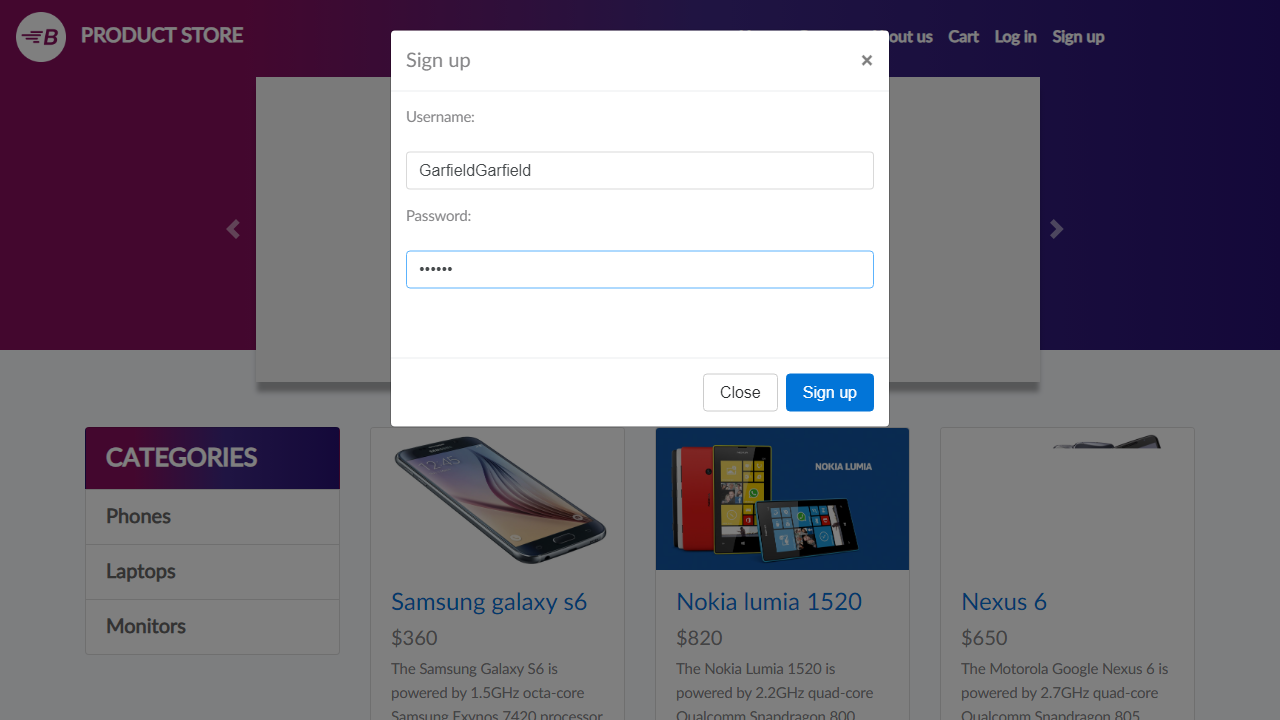 PRODUCT STORE
out us Cart Log in Sign up
Sign up ×
Username:
GarfieldGarfield
Password:
••••••
Close Sign up
CATEGORIES
Phones
Laptops
Monitors
12:45
NOKIA LUMIA
Samsung galaxy s6
$360
The Samsung Galaxy S6 is
powered by 1.5GHz octa-core
Samsung Exynos 7420 processor
Nokia lumia 1520
$820
The Nokia Lumia 1520 is
powered by 2.2GHz quad-core
Qualcomm Snapdragon 800
Nexus 6
$650
The Motorola Google Nexus 6 is
powered by 2.7GHz quad-core
Qualcomm Snapdragon 805